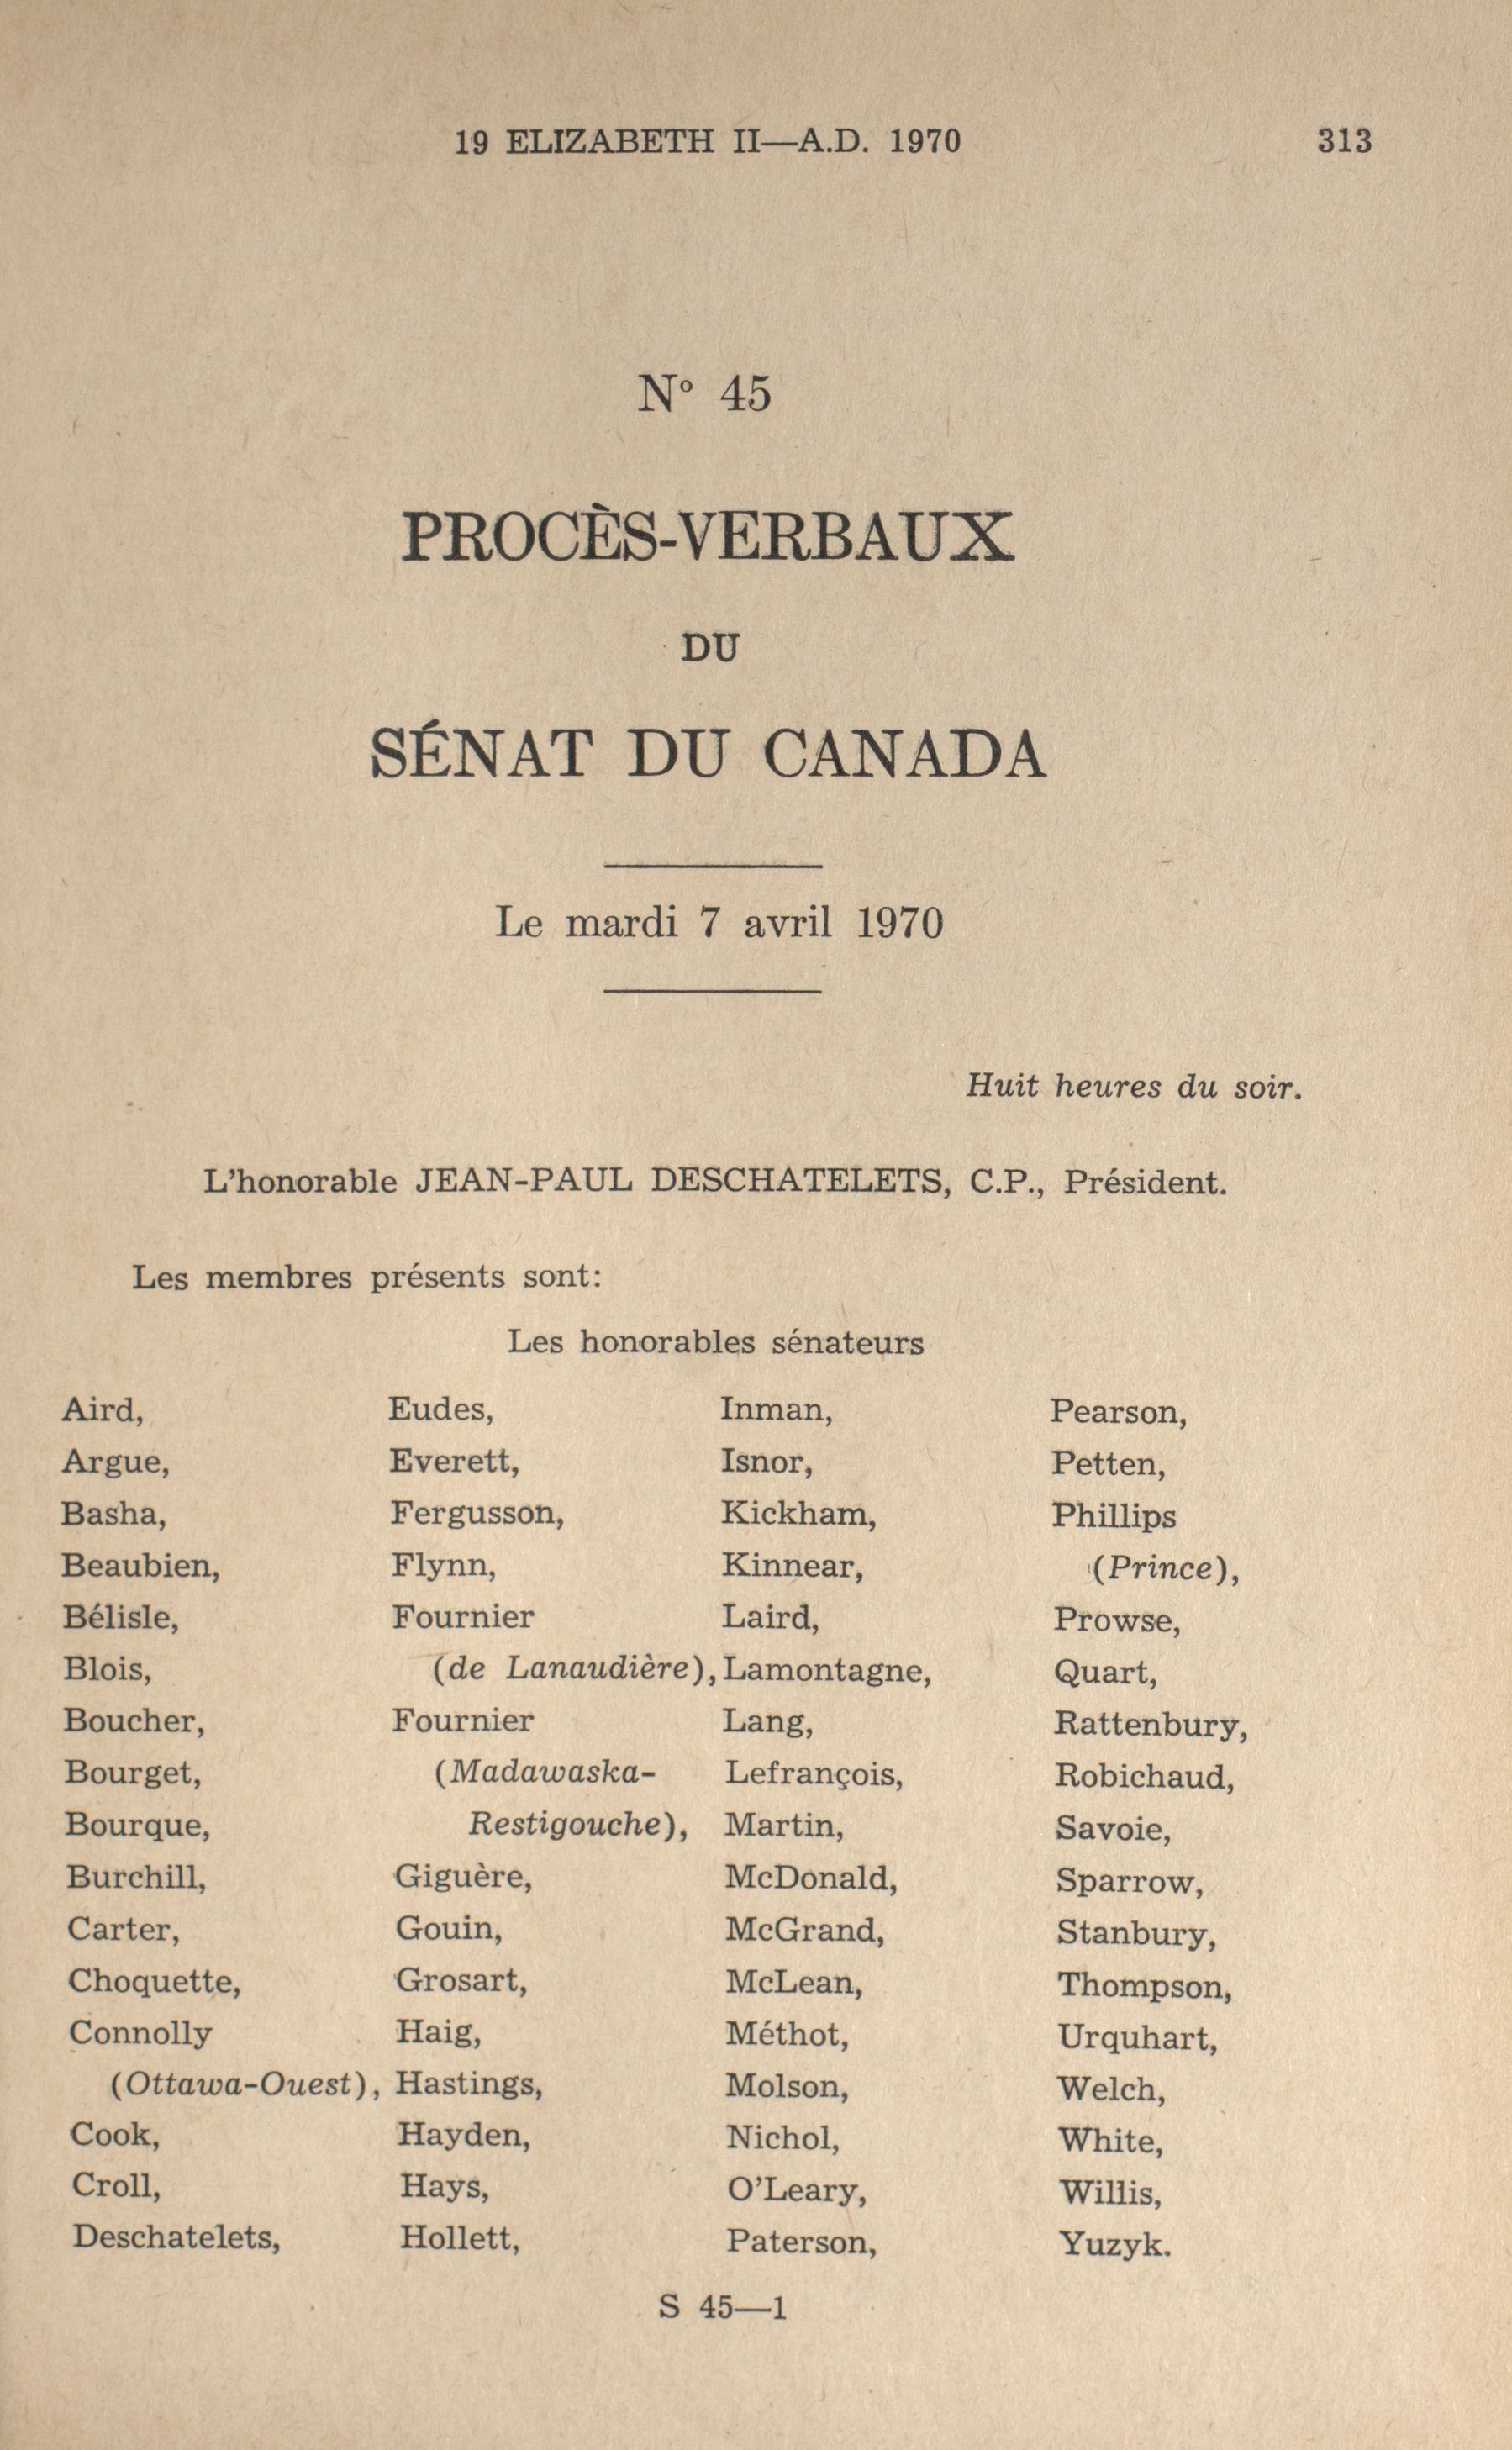 19 ELIZABETH II—A.D. 1970 313
Nº 45
PROCÈS-VERBAUX
DU
SÉNAT DU CANADA
Le mardi 7 avril 1970
Huit heures du soir.
L'honorable JEAN-PAUL DESCHATELETS, C.P., Président.
Les membres présents sont:
Les honorables sénateurs
Aird,
Argue,
Basha,
Beaubien,
Bélisle,
Blois,
Boucher,
Bourget,
Bourque,
Burchill,
Carter,
Choquette,
Connolly
(Ottawa-Ouest),
Cook,
Croll,
Deschatelets,
Eudes,
Everett,
Fergusson,
Flynn,
Fournier
(de Lanaudière),
Fournier
(Madawaska-
Restigouche),
Giguère,
Gouin,
Grosart,
Haig,
Hastings,
Hayden,
Hays,
Hollett,
Inman,
Isnor,
Kickham,
Kinnear,
Laird,
Lamontagne,
Lang,
Lefrançois,
Martin,
McDonald,
McGrand,
McLean,
Méthot,
Molson,
Nichol,
O'Leary,
Paterson,
Pearson,
Petten,
Phillips
(Prince),
Prowse,
Quart,
Rattenbury,
Robichaud,
Savoie,
Sparrow,
Stanbury,
Thompson,
Urquhart,
Welch,
White,
Willis,
Yuzyk.
S 45—1